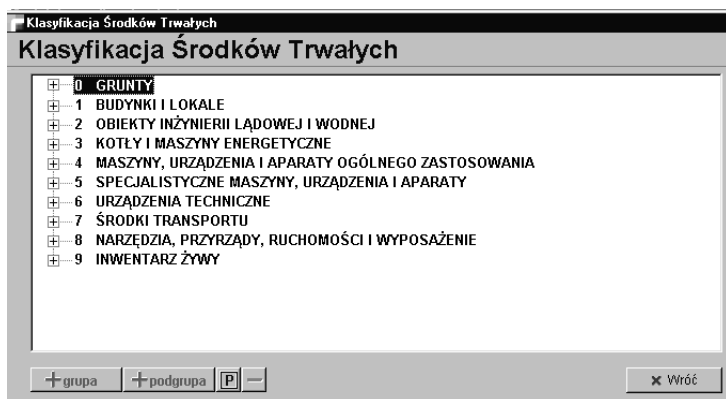 Klasyfikacja Środków Trwałych
Klasyfikacja Środków Trwałych
0 GRUNTY
1 BUDYNKI I LOKALE
2 OBIEKTY INŻYNIERII LĄDOWEJ I WODNEJ
3 KOTŁY I MASZYNY ENERGETYCZNE
4 MASZYNY, URZĄDZENIA I APARATY OGÓLNEGO ZASTOSOWANIA
5 SPECJALISTYCZNE MASZYNY, URZĄDZENIA I APARATY
6 URZĄDZENIA TECHNICZNE
7 ŚRODKI TRANSPORTU
8 NARZĘDZIA, PRZYRZĄDY, RUCHOMOŚCI I WYPOSAŻENIE
9 INWENTARZ ŻYWY
+grupa +podgrupa P – × Wróć